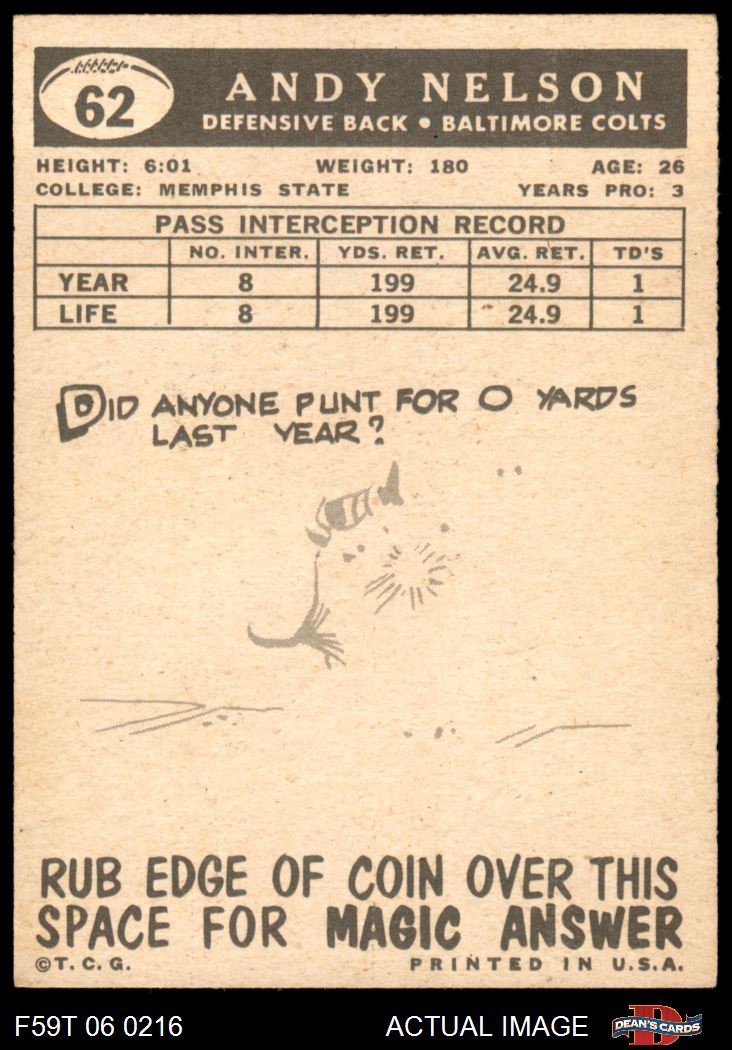 62
ANDY NELSON
DEFENSIVE BACK • BALTIMORE COLTS
HEIGHT: 6:01 WEIGHT: 180 AGE: 26
COLLEGE: MEMPHIS STATE YEARS PRO: 3
PASS INTERCEPTION RECORD
NO. INTER. YDS. RET. AVG. RET. TD'S
YEAR 8 199 24.9 1
LIFE 8 199 24.9 1
DID ANYONE PUNT FOR 0 YARDS
LAST YEAR?
RUB EDGE OF COIN OVER THIS
SPACE FOR MAGIC ANSWER
©T.C.G. PRINTED IN U.S.A.
F59T 06 0216 ACTUAL IMAGE D DEAN'S CARDS